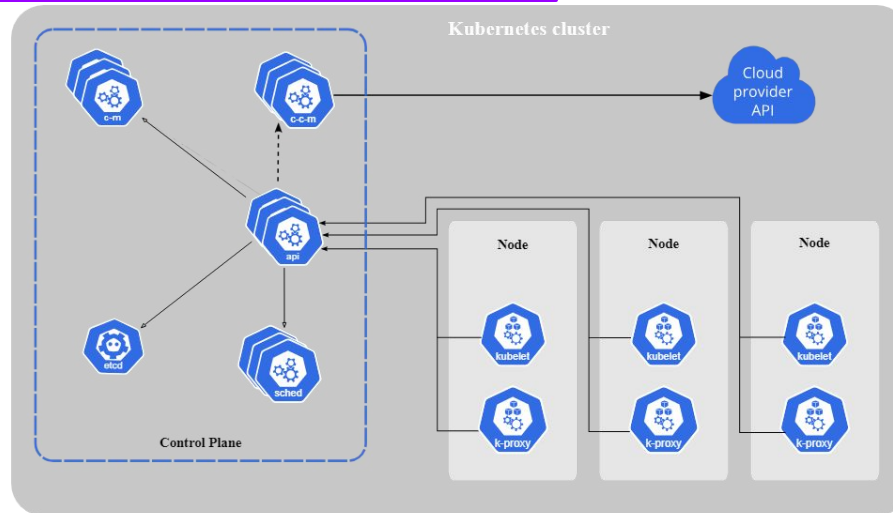 Kubernetes cluster
c-m
c-c-m
Cloud
provider
API
api
Node
Node
Node
etcd
sched
kubelet
kubelet
kubelet
k-proxy
k-proxy
k-proxy
Control Plane